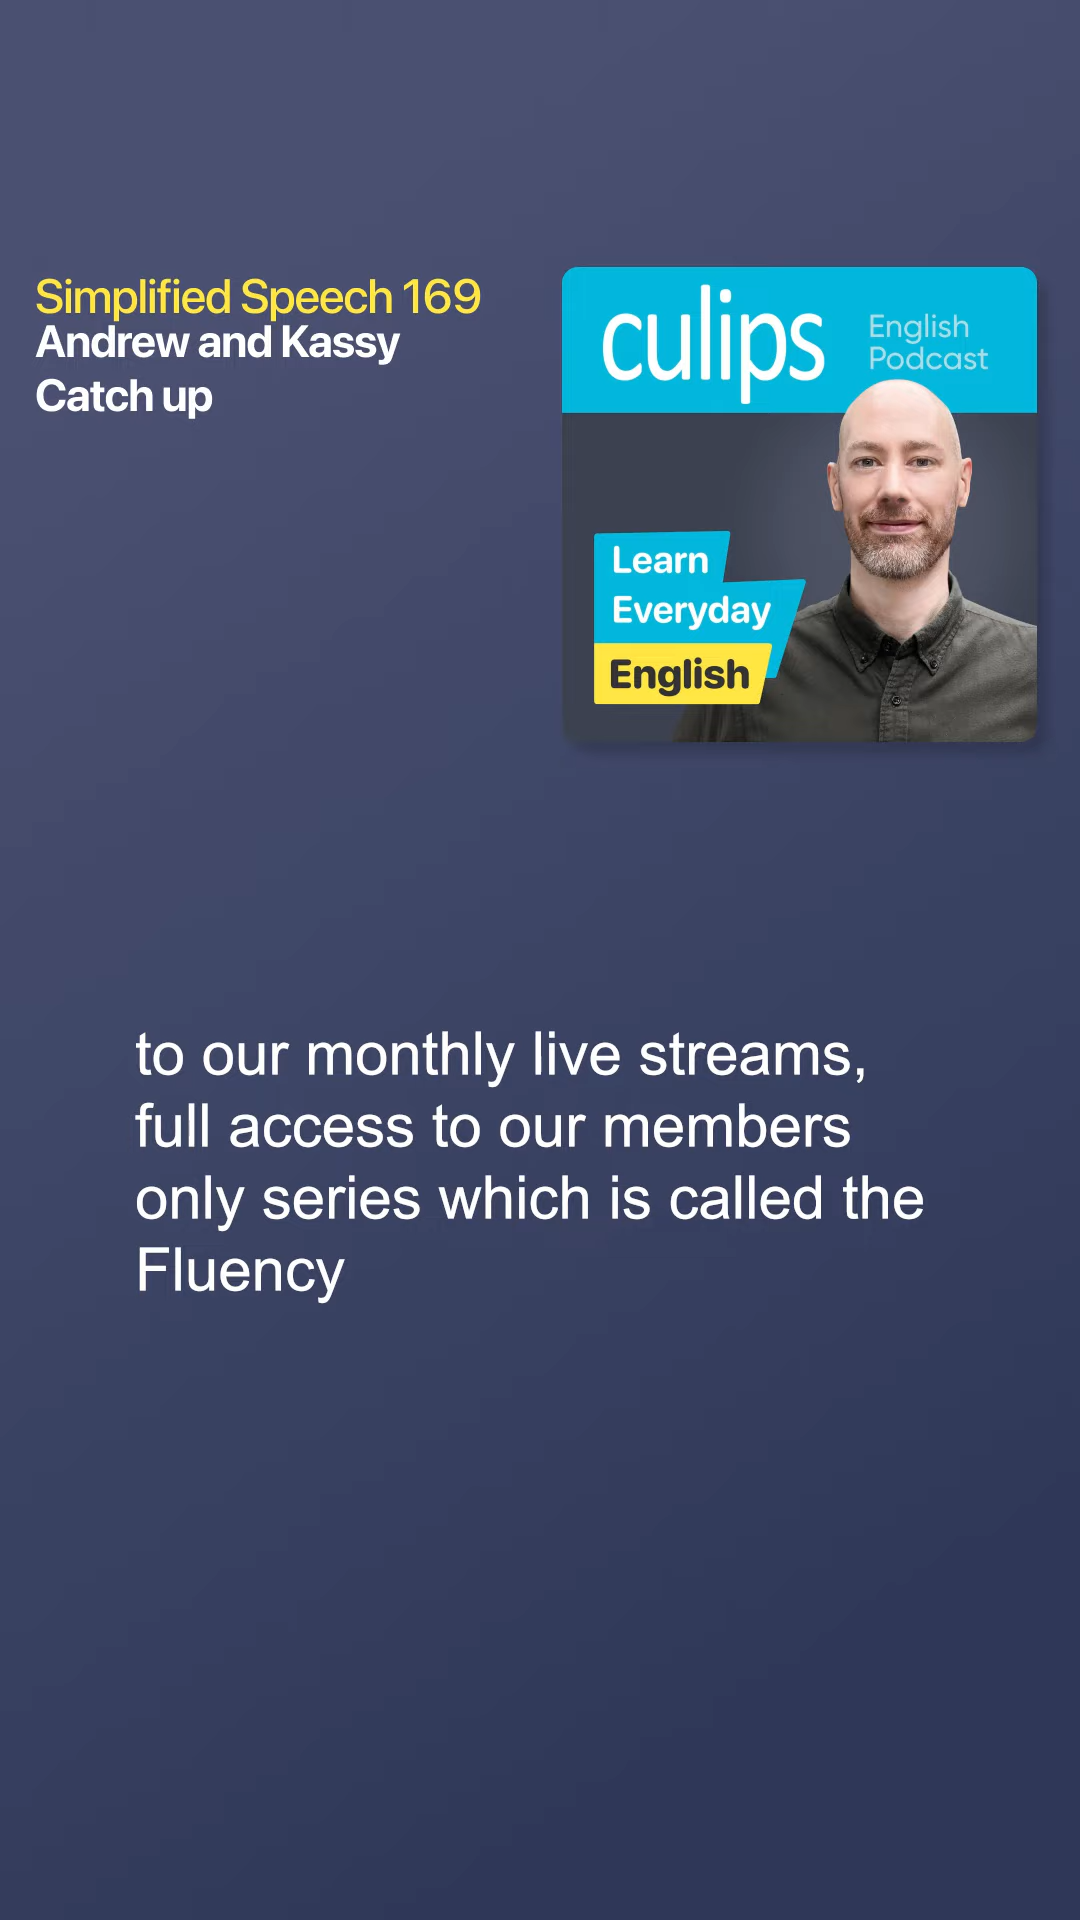 Simplified Speech 169
Andrew and Kassy
Catch up
culips
English
Podcast
Learn
Everyday
English
to our monthly live streams,
full access to our members
only series which is called the
Fluency